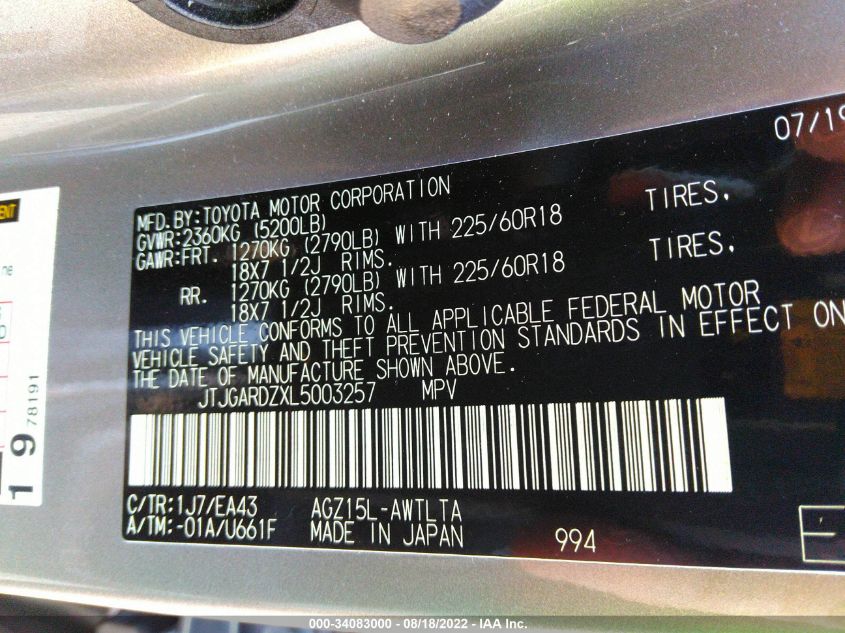 07/19
MFD.BY:TOYOTA MOTOR CORPORATION
GVWR:2360KG (5200LB)
GAWR:FRT. 1270KG (2790LB) WITH 225/60R18 TIRES,
18X7 1/2J RIMS.
RR. 1270KG (2790LB) WITH 225/60R18 TIRES,
18X7 1/2J RIMS.
THIS VEHICLE CONFORMS TO ALL APPLICABLE FEDERAL MOTOR
VEHICLE SAFETY AND THEFT PREVENTION STANDARDS IN EFFECT ON
THE DATE OF MANUFACTURE SHOWN ABOVE.
JTJGARDZXL5003257 MPV
C/TR:1J7/EA43 AGZ15L-AWTLTA
A/TM:-01A/U661F MADE IN JAPAN 994
19 78191
000-34083000 - 08/18/2022 - IAA Inc.